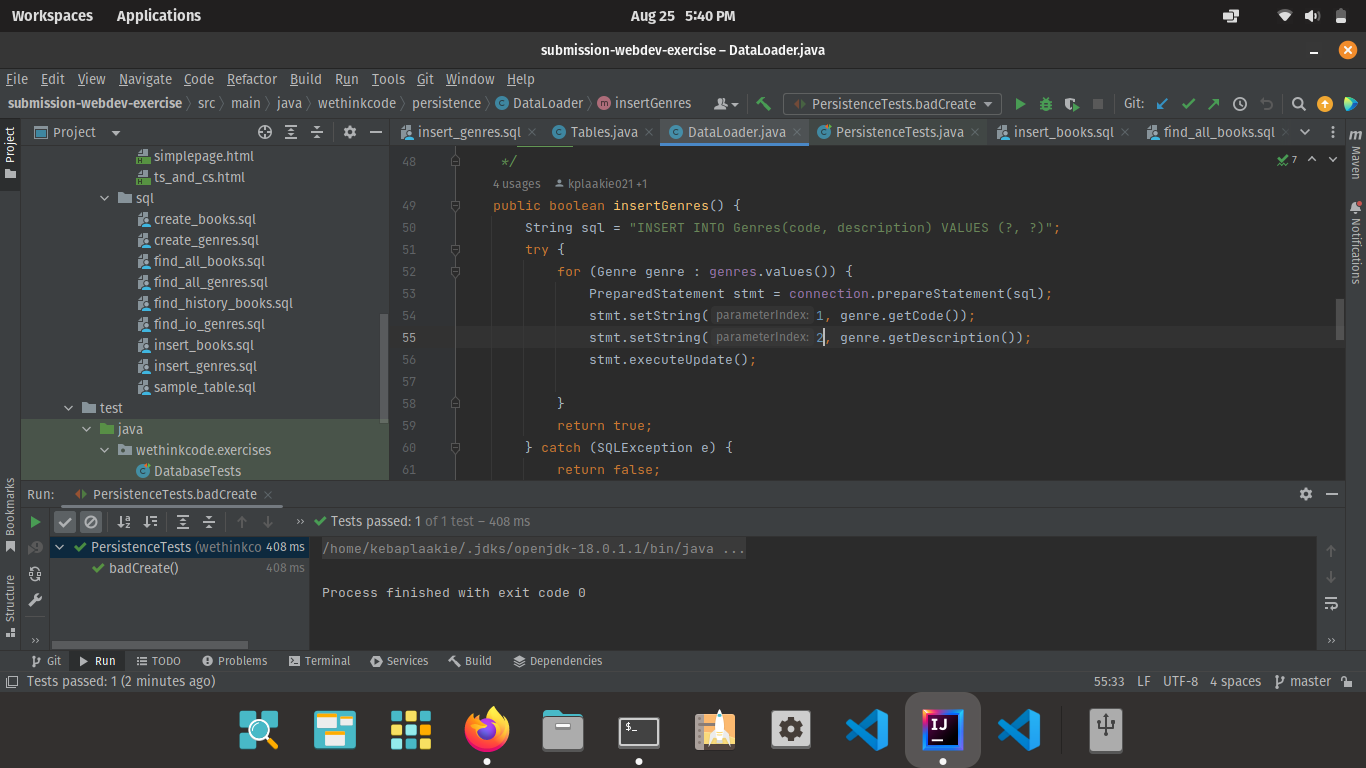 Workspaces Applications Aug 25 5:40 PM
submission-webdev-exercise – DataLoader.java
File Edit View Navigate Code Refactor Build Run Tools Git Window Help
submission-webdev-exercise src main java wethinkcode persistence DataLoader insertGenres PersistenceTests.badCreate Git:
Project insert_genres.sql Tables.java DataLoader.java PersistenceTests.java insert_books.sql find_all_books.sql
Project
Bookmarks
Structure
Maven
Notifications
simplepage.html
ts_and_cs.html
sql
create_books.sql
create_genres.sql
find_all_books.sql
find_all_genres.sql
find_history_books.sql
find_io_genres.sql
insert_books.sql
insert_genres.sql
sample_table.sql
test
java
wethinkcode.exercises
DatabaseTests
48 */ 7
4 usages kplaakie021 +1
49 public boolean insertGenres() {
50 String sql = "INSERT INTO Genres(code, description) VALUES (?, ?)";
51 try {
52 for (Genre genre : genres.values()) {
53 PreparedStatement stmt = connection.prepareStatement(sql);
54 stmt.setString( parameterIndex: 1, genre.getCode());
55 stmt.setString( parameterIndex: 2, genre.getDescription());
56 stmt.executeUpdate();
57
58 }
59 return true;
60 } catch (SQLException e) {
61 return false;
Run: PersistenceTests.badCreate
Tests passed: 1 of 1 test – 408 ms
PersistenceTests (wethinkco 408 ms
badCreate() 408 ms
/home/kebaplaakie/.jdks/openjdk-18.0.1.1/bin/java ...
Process finished with exit code 0
Git Run TODO Problems Terminal Services Build Dependencies
Tests passed: 1 (2 minutes ago) 55:33 LF UTF-8 4 spaces master
$_ IJ